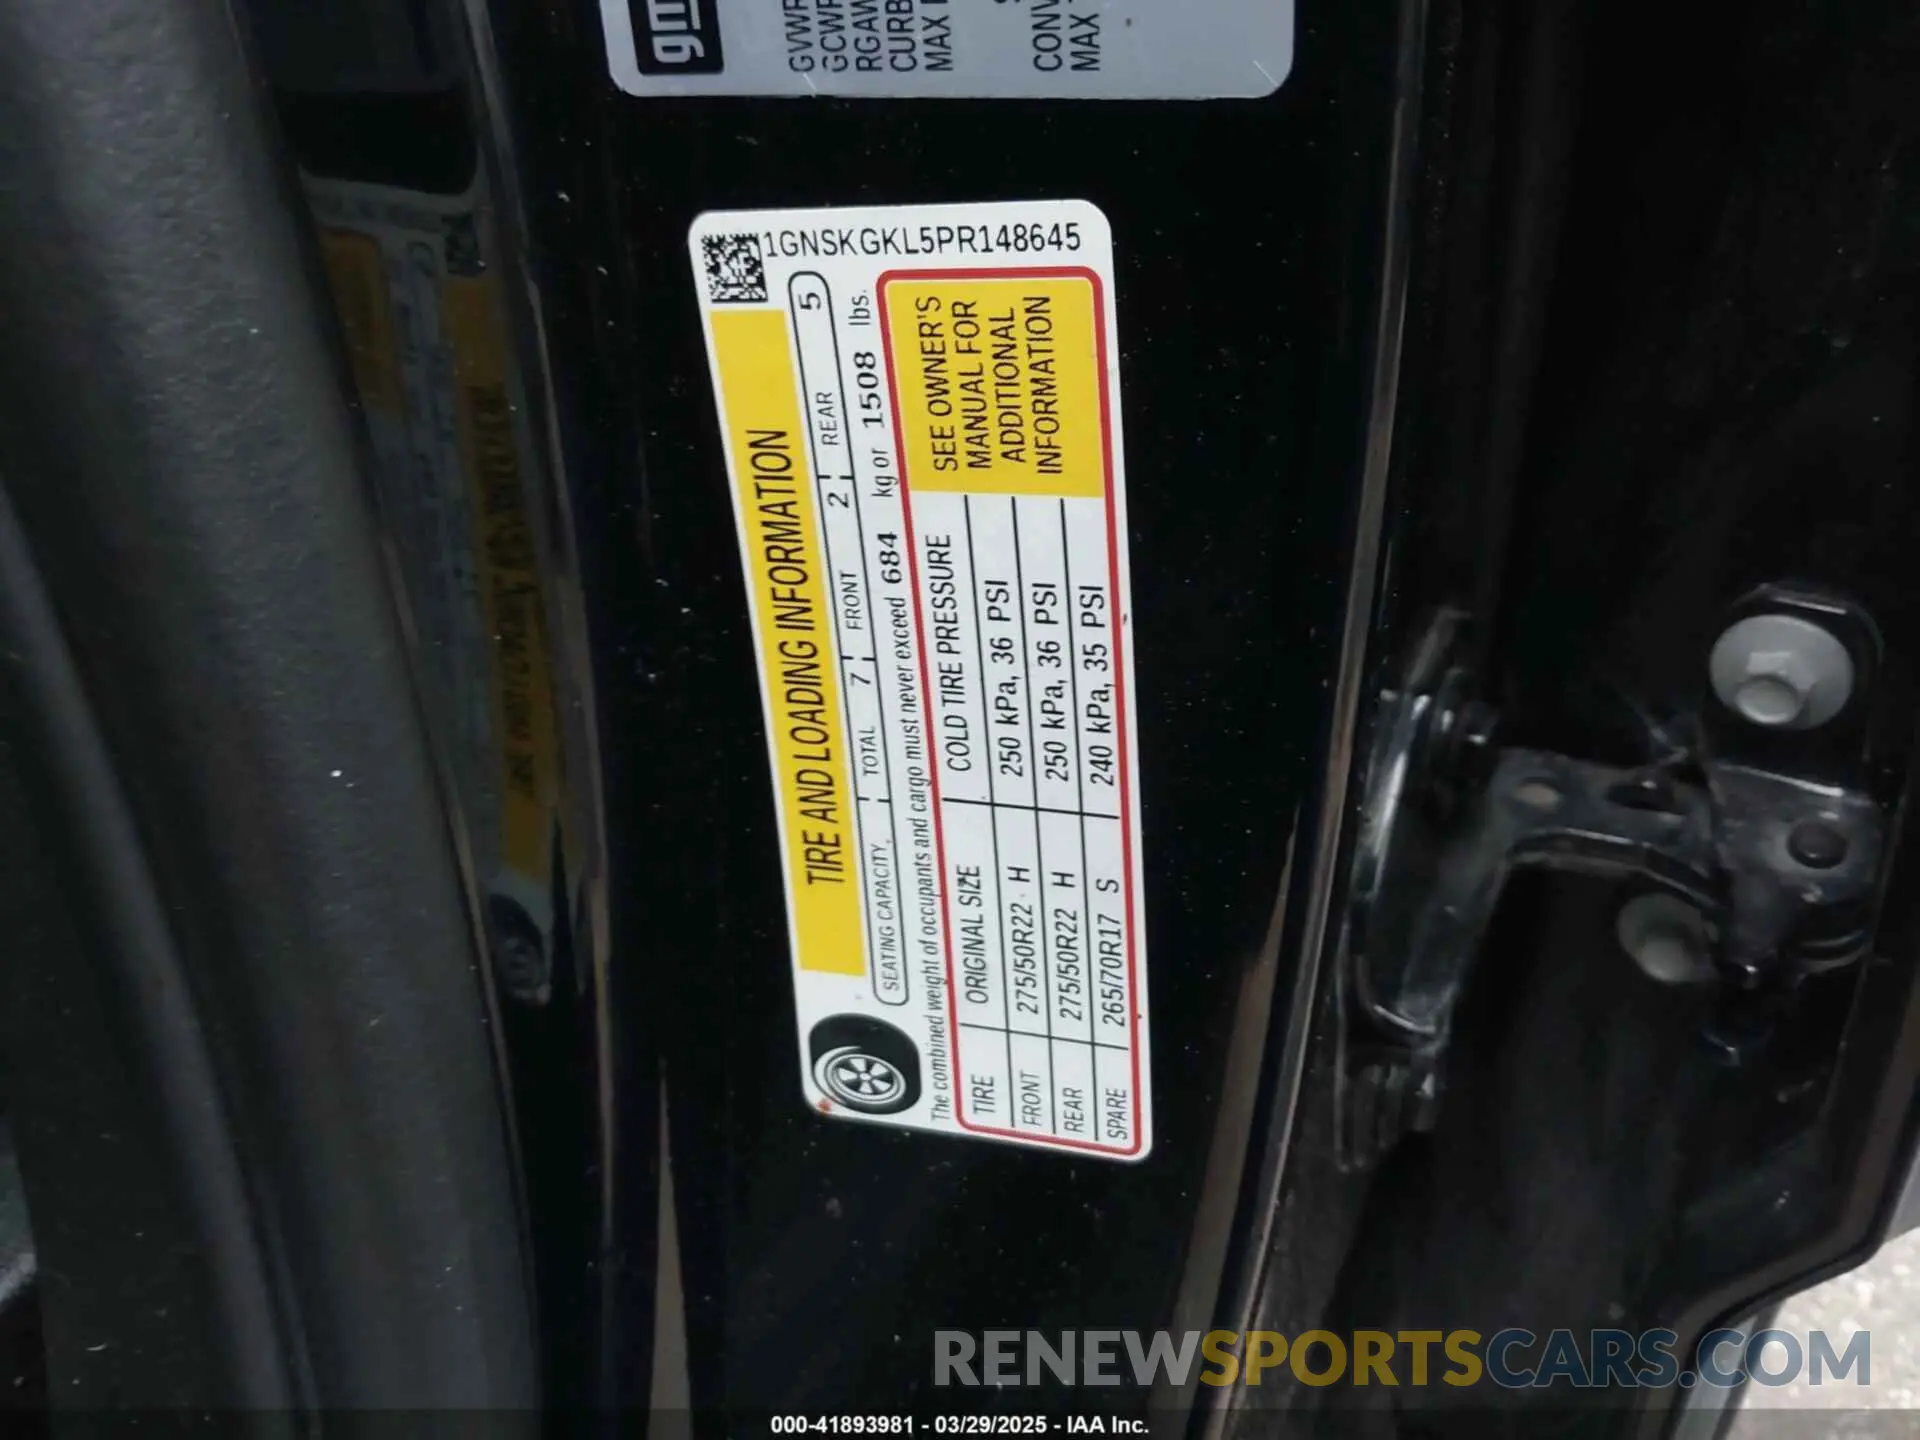 gm
GVWR
GCWR
RGAW
CURB
MAX
CONV
MAX
1GNSKGKL5PR148645
TIRE AND LOADING INFORMATION
SEATING CAPACITY TOTAL 7 FRONT 2 REAR 5
The combined weight of occupants and cargo must never exceed 684 kg or 1508 lbs.
TIRE ORIGINAL SIZE COLD TIRE PRESSURE
FRONT 275/50R22 H 250 kPa, 36 PSI
REAR 275/50R22 H 250 kPa, 36 PSI
SPARE 265/70R17 S 240 kPa, 35 PSI
SEE OWNER'S
MANUAL FOR
ADDITIONAL
INFORMATION
RENEWSPORTSCARS.COM
000-41893981 - 03/29/2025 - IAA Inc.